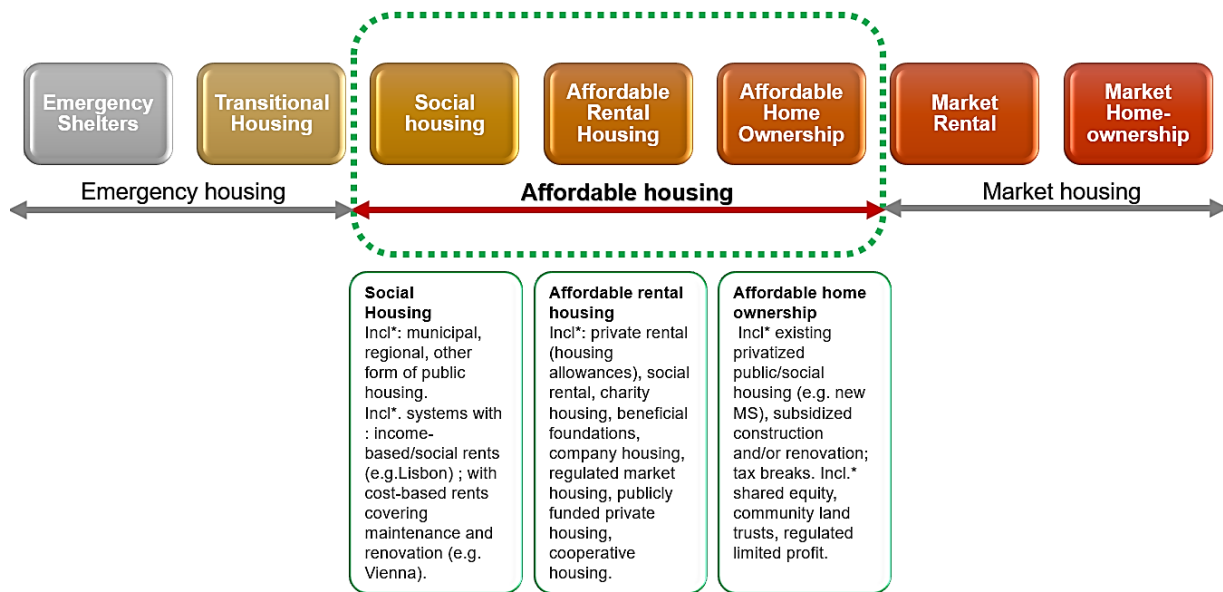 Emergency
Shelters
Transitional
Housing
Social
housing
Affordable
Rental
Housing
Affordable
Home
Ownership
Market
Rental
Market
Home-
ownership
Emergency housing
Affordable housing
Market housing
Social
Housing
Incl*: municipal,
regional, other
form of public
housing.
Incl*. systems with
: income-
based/social rents
(e.g.Lisbon) ; with
cost-based rents
covering
maintenance and
renovation (e.g.
Vienna).
Affordable rental
housing
Incl*: private rental
(housing
allowances), social
rental, charity
housing, beneficial
foundations,
company housing,
regulated market
housing, publicly
funded private
housing,
cooperative
housing.
Affordable home
ownership
Incl* existing
privatized
public/social
housing (e.g. new
MS), subsidized
construction
and/or renovation;
tax breaks. Incl.*
shared equity,
community land
trusts, regulated
limited profit.